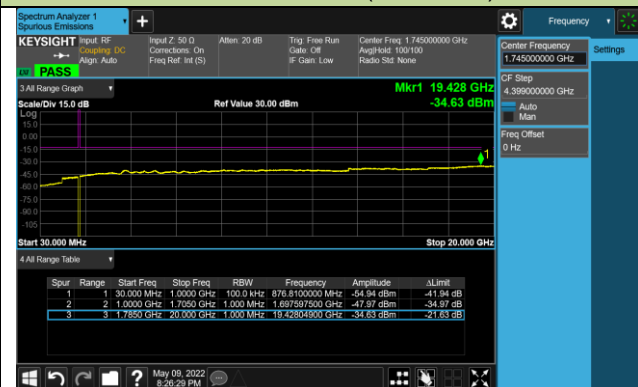 Spectrum Analyzer 1
Spurious Emissions
+
Frequency
KEYSIGHT Input: RF Input Z: 50 Ω Atten: 20 dB Trig: Free Run Center Freq: 1.745000000 GHz
Coupling: DC Corrections: On Gate: Off Avg|Hold: 100/100
Align: Auto Freq Ref: Int (S) IF Gain: Low Radio Std: None
PASS
Center Frequency
1.745000000 GHz
Settings
CF Step
4.399000000 GHz
Auto
Man
Freq Offset
0 Hz
3 All Range Graph
Mkr1 19.428 GHz
Scale/Div 15.0 dB Ref Value 30.00 dBm -34.63 dBm
Log
15.0
0.00
-15.0
-30.0
-45.0
-60.0
-75.0
-90.0
-105
1
Start 30.000 MHz Stop 20.000 GHz
4 All Range Table
Spur Range Start Freq Stop Freq RBW Frequency Amplitude ΔLimit
1 1 30.000 MHz 1.0000 GHz 100.0 kHz 876.8100000 MHz -54.94 dBm -41.94 dB
2 2 1.0000 GHz 1.7050 GHz 1.000 MHz 1.697597500 GHz -47.97 dBm -34.97 dB
3 3 1.7850 GHz 20.000 GHz 1.000 MHz 19.42804900 GHz -34.63 dBm -21.63 dB
? May 09, 2022
8:26:29 PM